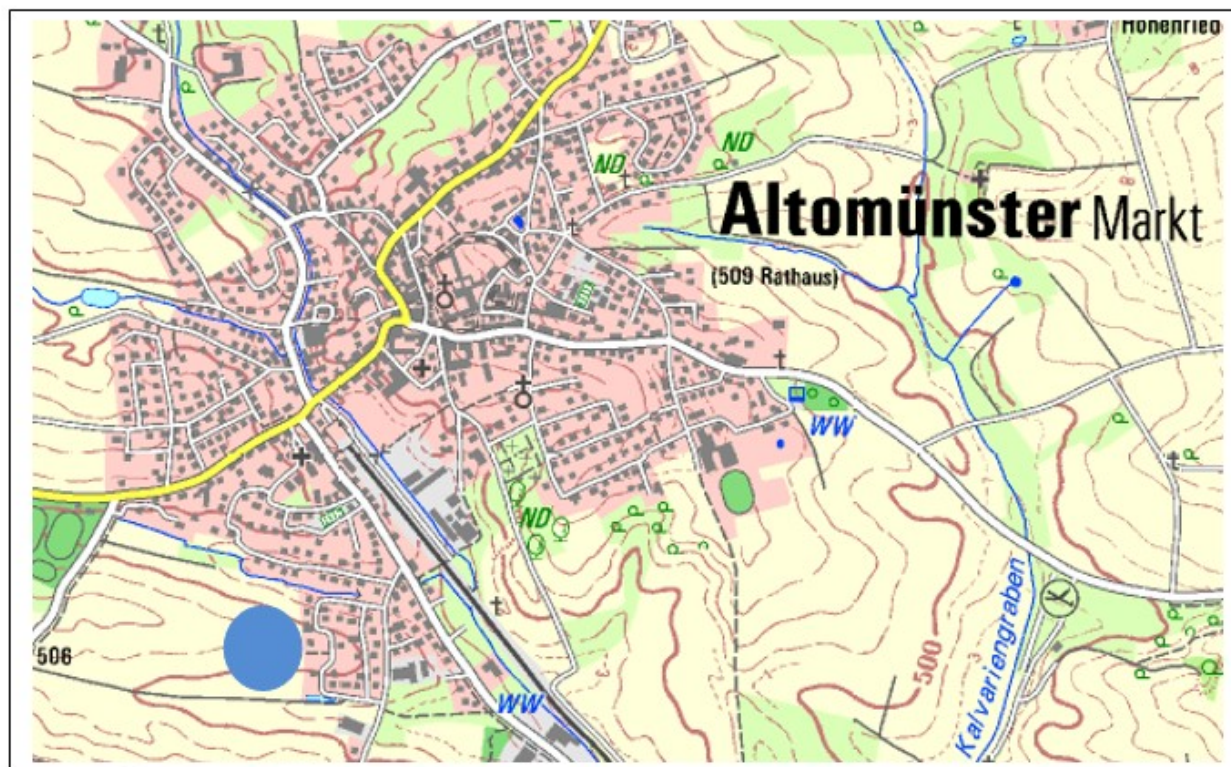 Hohenried
ND
ND
Altomünster Markt
(509 Rathaus)
WW
ND
Kalvariengraben
500
506
WW